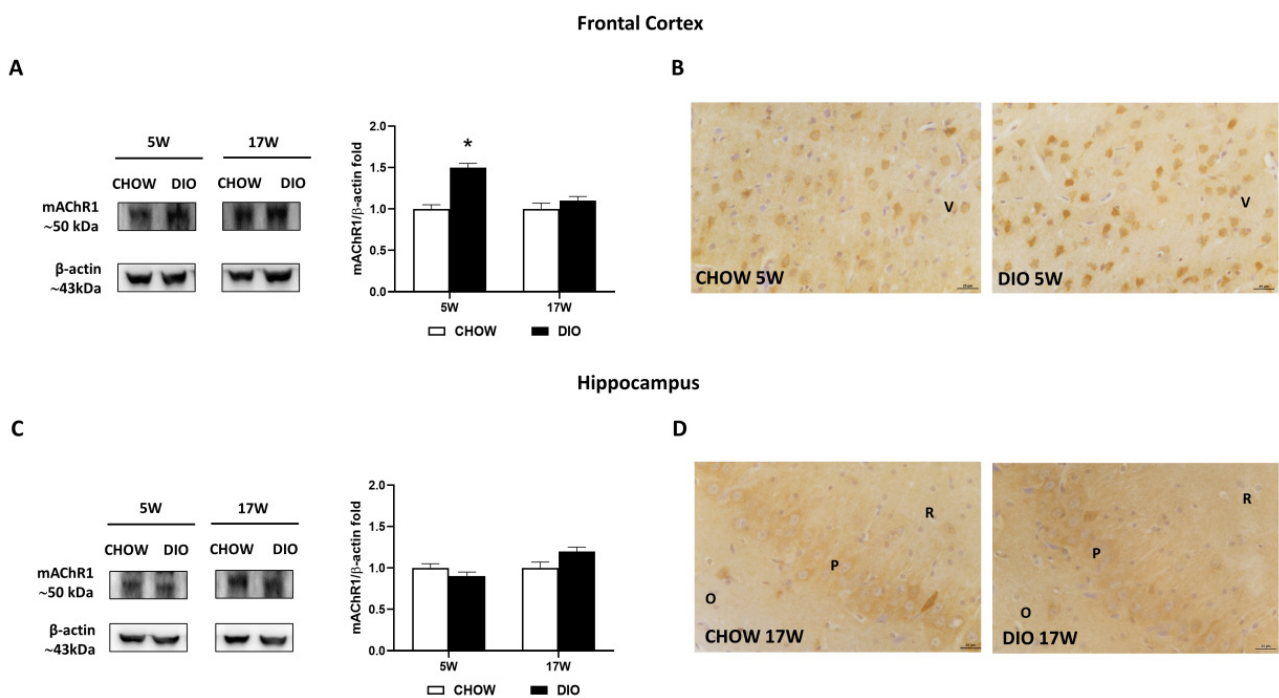 Frontal Cortex
A
5W 17W
CHOW DIO CHOW DIO
mAChR1
~50 kDa
β-actin
~43kDa
mAChR1/β-actin fold
2.0
1.5
1.0
0.5
0.0
*
5W 17W
CHOW DIO
B
V
CHOW 5W
V
DIO 5W
Hippocampus
C
5W 17W
CHOW DIO CHOW DIO
mAChR1
~50 kDa
β-actin
~43kDa
mAChR1/β-actin fold
2.0
1.5
1.0
0.5
0.0
5W 17W
CHOW DIO
D
R
P
O
CHOW 17W
R
P
O
DIO 17W